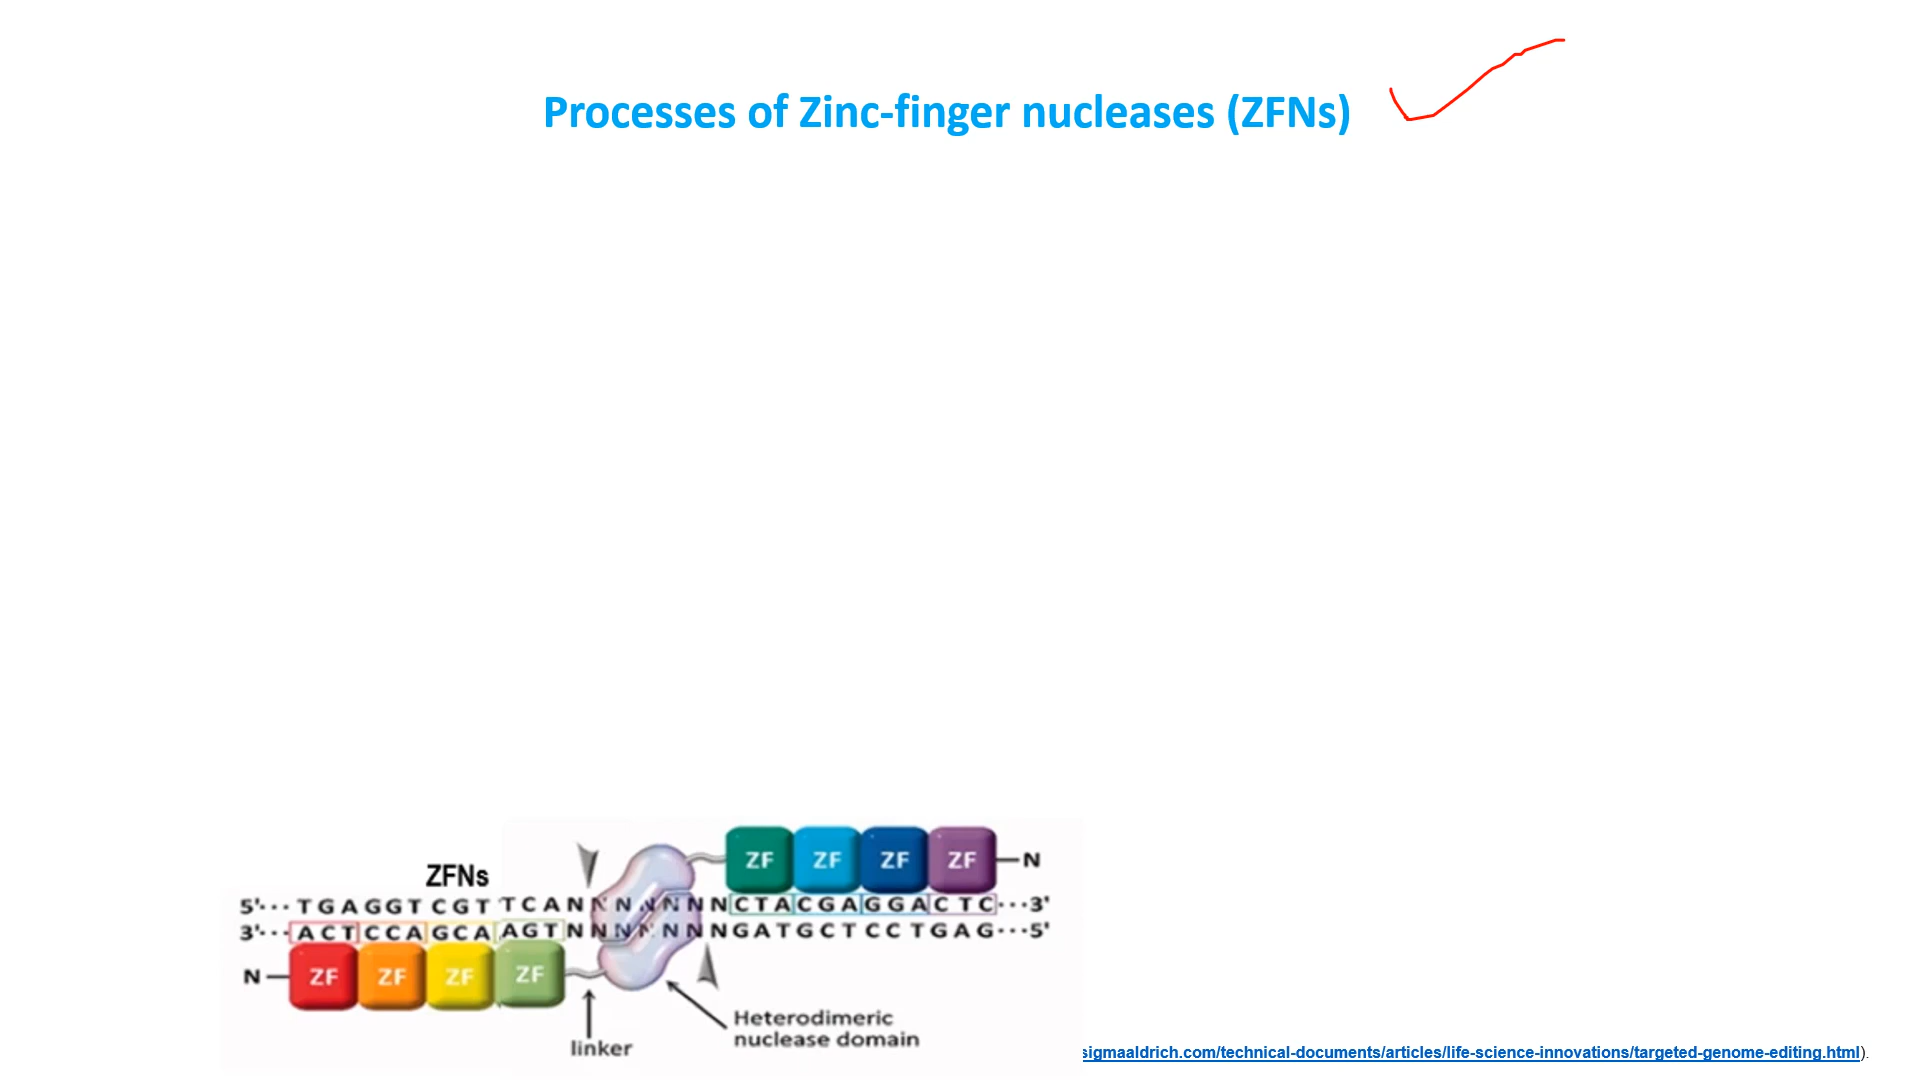 Processes of Zinc-finger nucleases (ZFNs)
ZF ZF ZF ZF N
ZFNs
5'···TGAGGTCGTTCANNNNNNNCTACGAGGACTC···3'
3'···ACTCCAGCAAGTNNNNNNNGATGCTCCTGAG···5'
N ZF ZF ZF ZF
Heterodimeric
nuclease domain
linker
sigmaaldrich.com/technical-documents/articles/life-science-innovations/targeted-genome-editing.html).